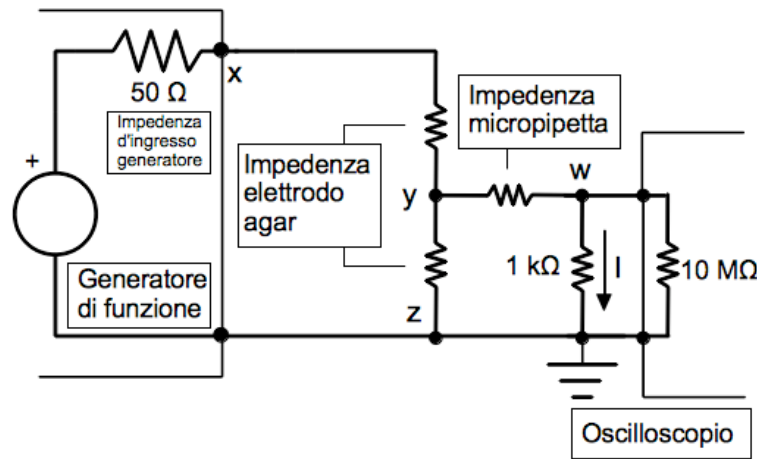 50 Ω
x
Impedenza
d'ingresso
generatore
+
Generatore
di funzione
Impedenza
elettrodo
agar
y
z
Impedenza
micropipetta
w
1 kΩ
I
10 MΩ
Oscilloscopio